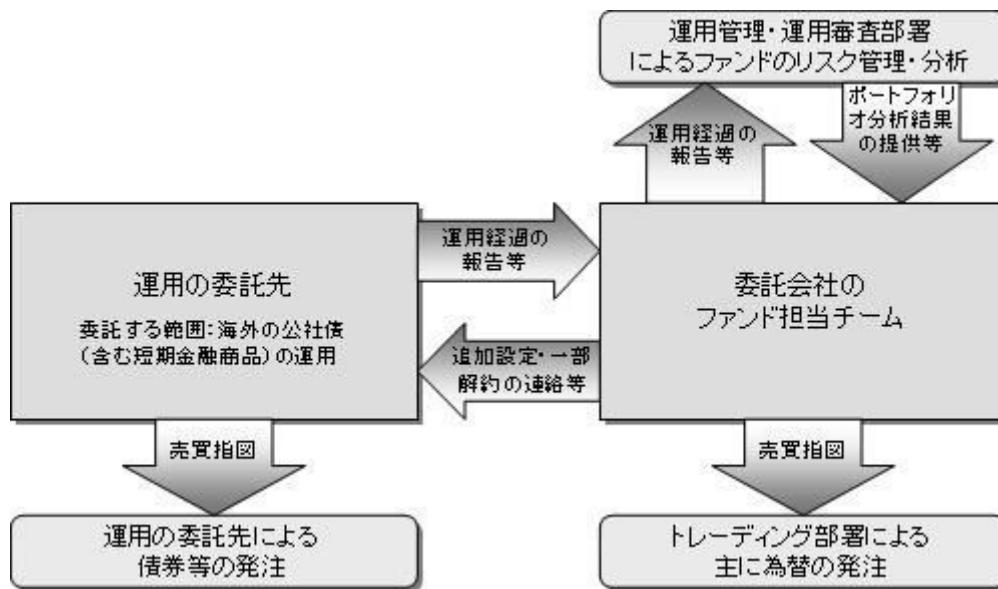 運用管理・運用審査部署
によるファンドのリスク管理・分析
運用経過の
報告等
ポートフォリ
オ分析結果
の提供等
運用の委託先
委託する範囲：海外の公社債
（含む短期金融商品）の運用
運用経過の
報告等
追加設定・一部
解約の連絡等
委託会社の
ファンド担当チーム
売買指図
売買指図
運用の委託先による
債券等の発注
トレーディング部署による
主に為替の発注